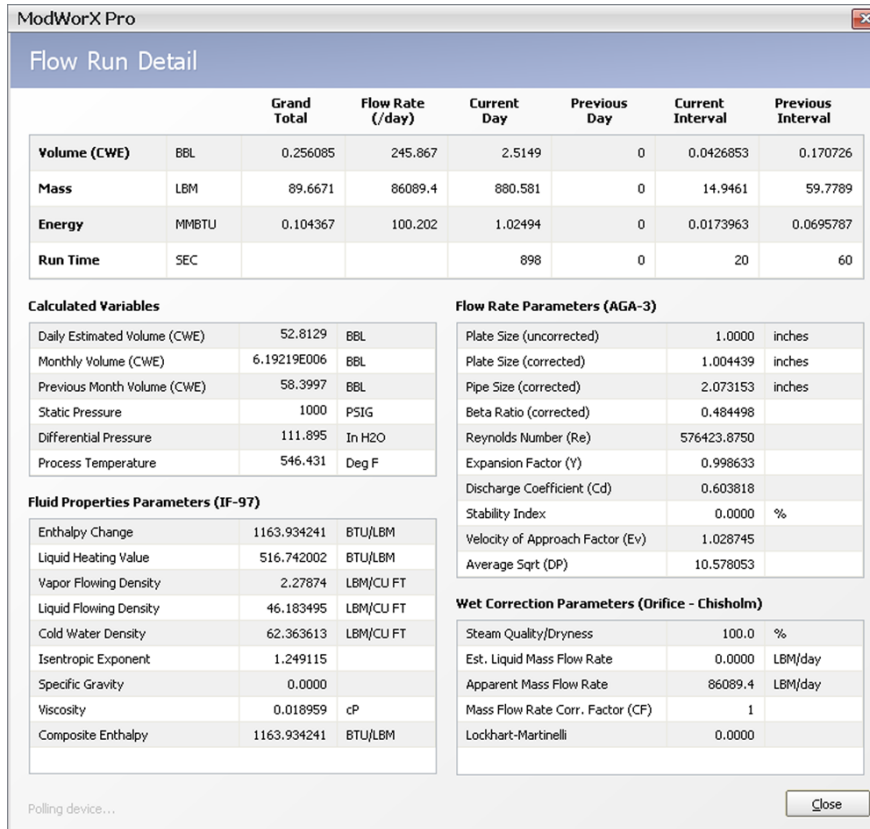 ModWorX Pro
Flow Run Detail
Grand Total Flow Rate (/day) Current Day Previous Day Current Interval Previous Interval
Volume (CWE) BBL 0.256085 245.867 2.5149 0 0.0426853 0.170726
Mass LBM 89.6671 86089.4 880.581 0 14.9461 59.7789
Energy MMBTU 0.104367 100.202 1.02494 0 0.0173963 0.0695787
Run Time SEC 898 0 20 60
Calculated Variables
Daily Estimated Volume (CWE) 52.8129 BBL
Monthly Volume (CWE) 6.19219E006 BBL
Previous Month Volume (CWE) 58.3997 BBL
Static Pressure 1000 PSIG
Differential Pressure 111.895 In H2O
Process Temperature 546.431 Deg F
Fluid Properties Parameters (IF-97)
Enthalpy Change 1163.934241 BTU/LBM
Liquid Heating Value 516.742002 BTU/LBM
Vapor Flowing Density 2.27874 LBM/CU FT
Liquid Flowing Density 46.183495 LBM/CU FT
Cold Water Density 62.363613 LBM/CU FT
Isentropic Exponent 1.249115
Specific Gravity 0.0000
Viscosity 0.018959 cP
Composite Enthalpy 1163.934241 BTU/LBM
Flow Rate Parameters (AGA-3)
Plate Size (uncorrected) 1.0000 inches
Plate Size (corrected) 1.004439 inches
Pipe Size (corrected) 2.073153 inches
Beta Ratio (corrected) 0.484498
Reynolds Number (Re) 576423.8750
Expansion Factor (Y) 0.998633
Discharge Coefficient (Cd) 0.603818
Stability Index 0.0000 %
Velocity of Approach Factor (Ev) 1.028745
Average Sqrt (DP) 10.578053
Wet Correction Parameters (Orifice - Chisholm)
Steam Quality/Dryness 100.0 %
Est. Liquid Mass Flow Rate 0.0000 LBM/day
Apparent Mass Flow Rate 86089.4 LBM/day
Mass Flow Rate Corr. Factor (CF) 1
Lockhart-Martinelli 0.0000
Polling device...
Close